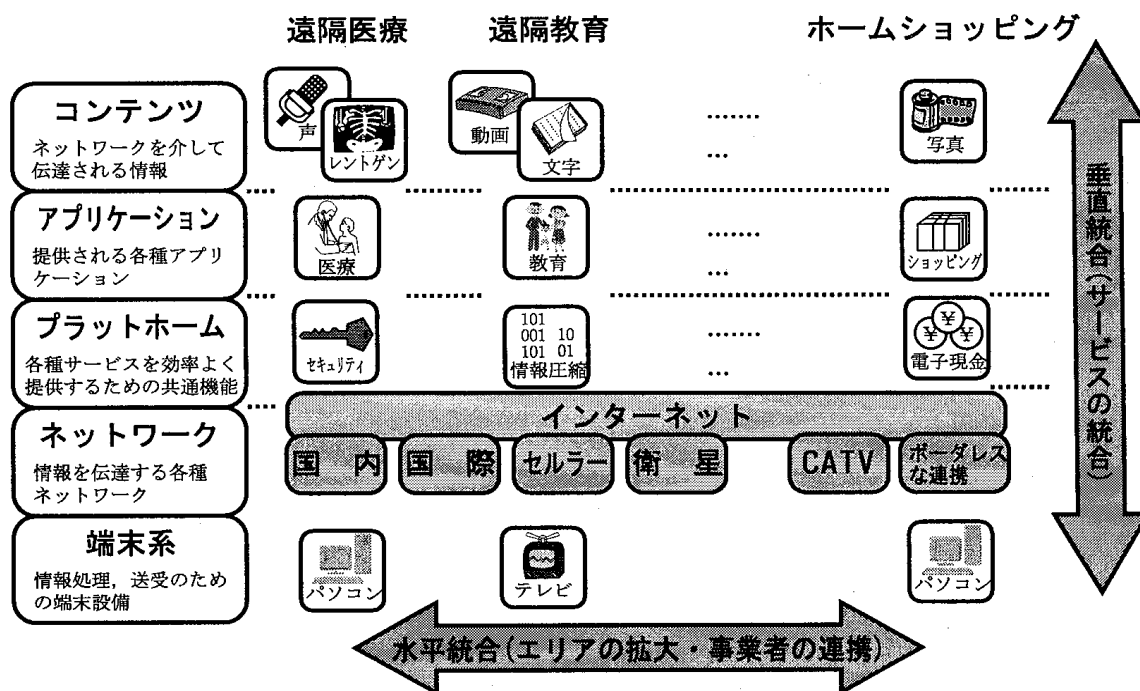 遠隔医療 遠隔教育 ホームショッピング
コンテンツ
ネットワークを介して
伝達される情報
声
レントゲン
動画
文字
.......
...
写真
アプリケーション
提供される各種アプリ
ケーション
医療
教育
.......
...
ショッピング
プラットホーム
各種サービスを効率よく
提供するための共通機能
セキュリティ
101
001 10
101 01
情報圧縮
.......
...
¥ ¥ ¥
電子現金
ネットワーク
情報を伝達する各種
ネットワーク
インターネット
国内 国際 セルラー 衛星 CATV ボーダレス
な連携
端末系
情報処理，送受のため
の端末設備
パソコン
テレビ
パソコン
垂直統合(サービスの統合)
水平統合(エリアの拡大・事業者の連携)